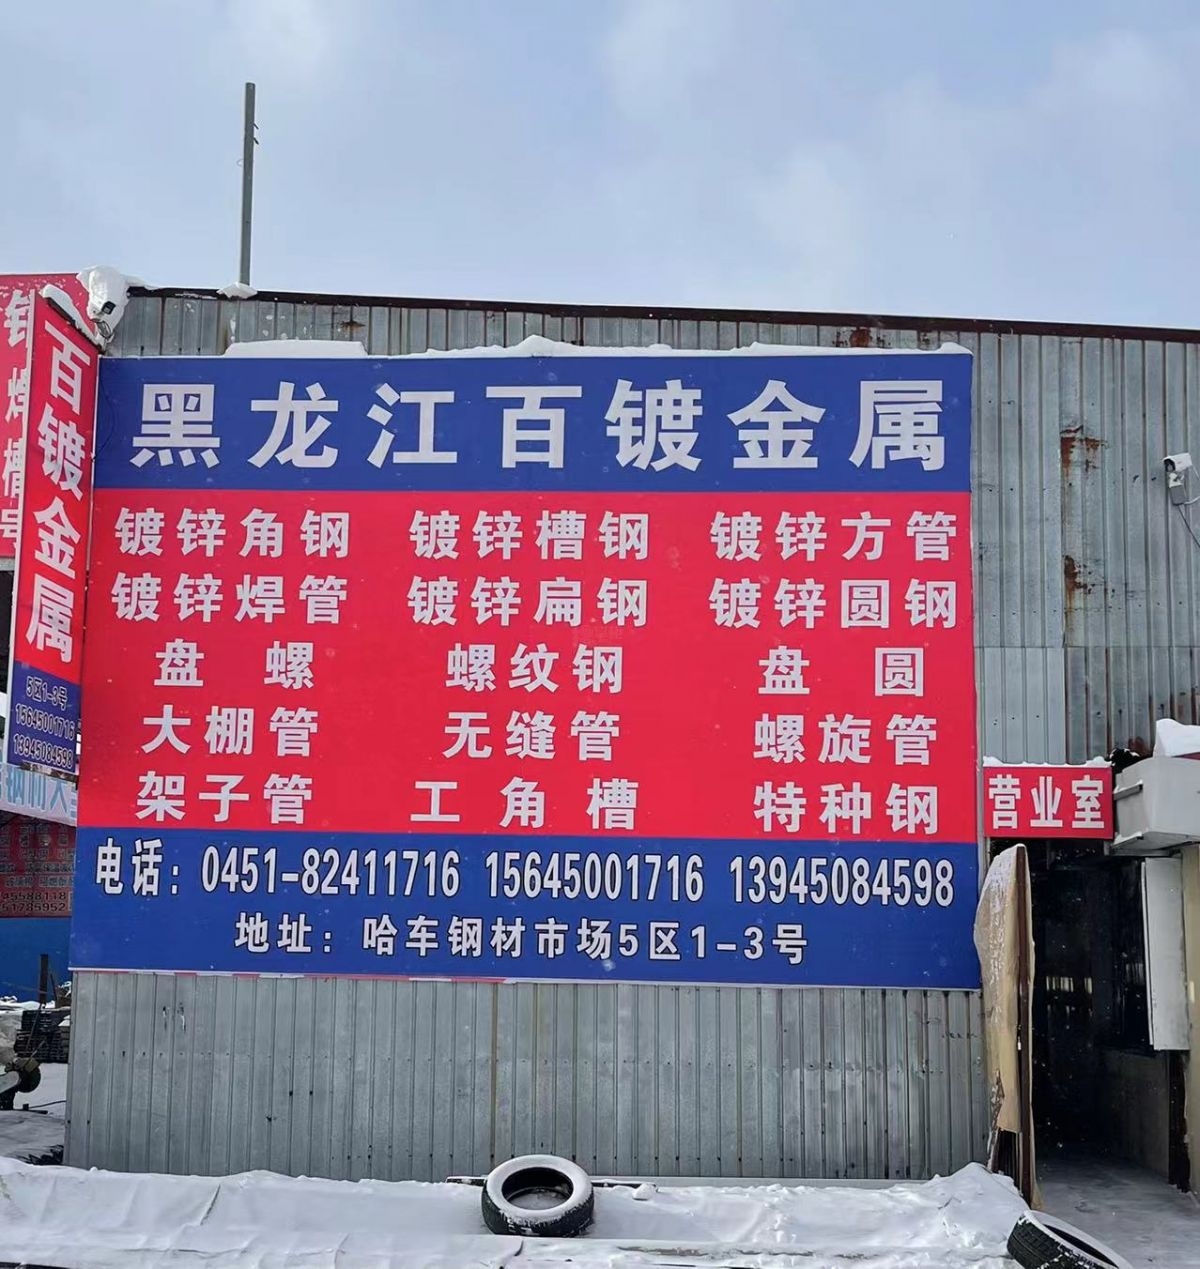 黑龙江百镀金属
镀锌角钢 镀锌槽钢 镀锌方管
镀锌焊管 镀锌扁钢 镀锌圆钢
盘螺 螺纹钢 盘圆
大棚管 无缝管 螺旋管
架子管 工角槽 特种钢
电话：0451-82411716 15645001716 13945084598
地址：哈车钢材市场5区1-3号
百镀金属
5区1-3号
15645001716
13945084598
营业室